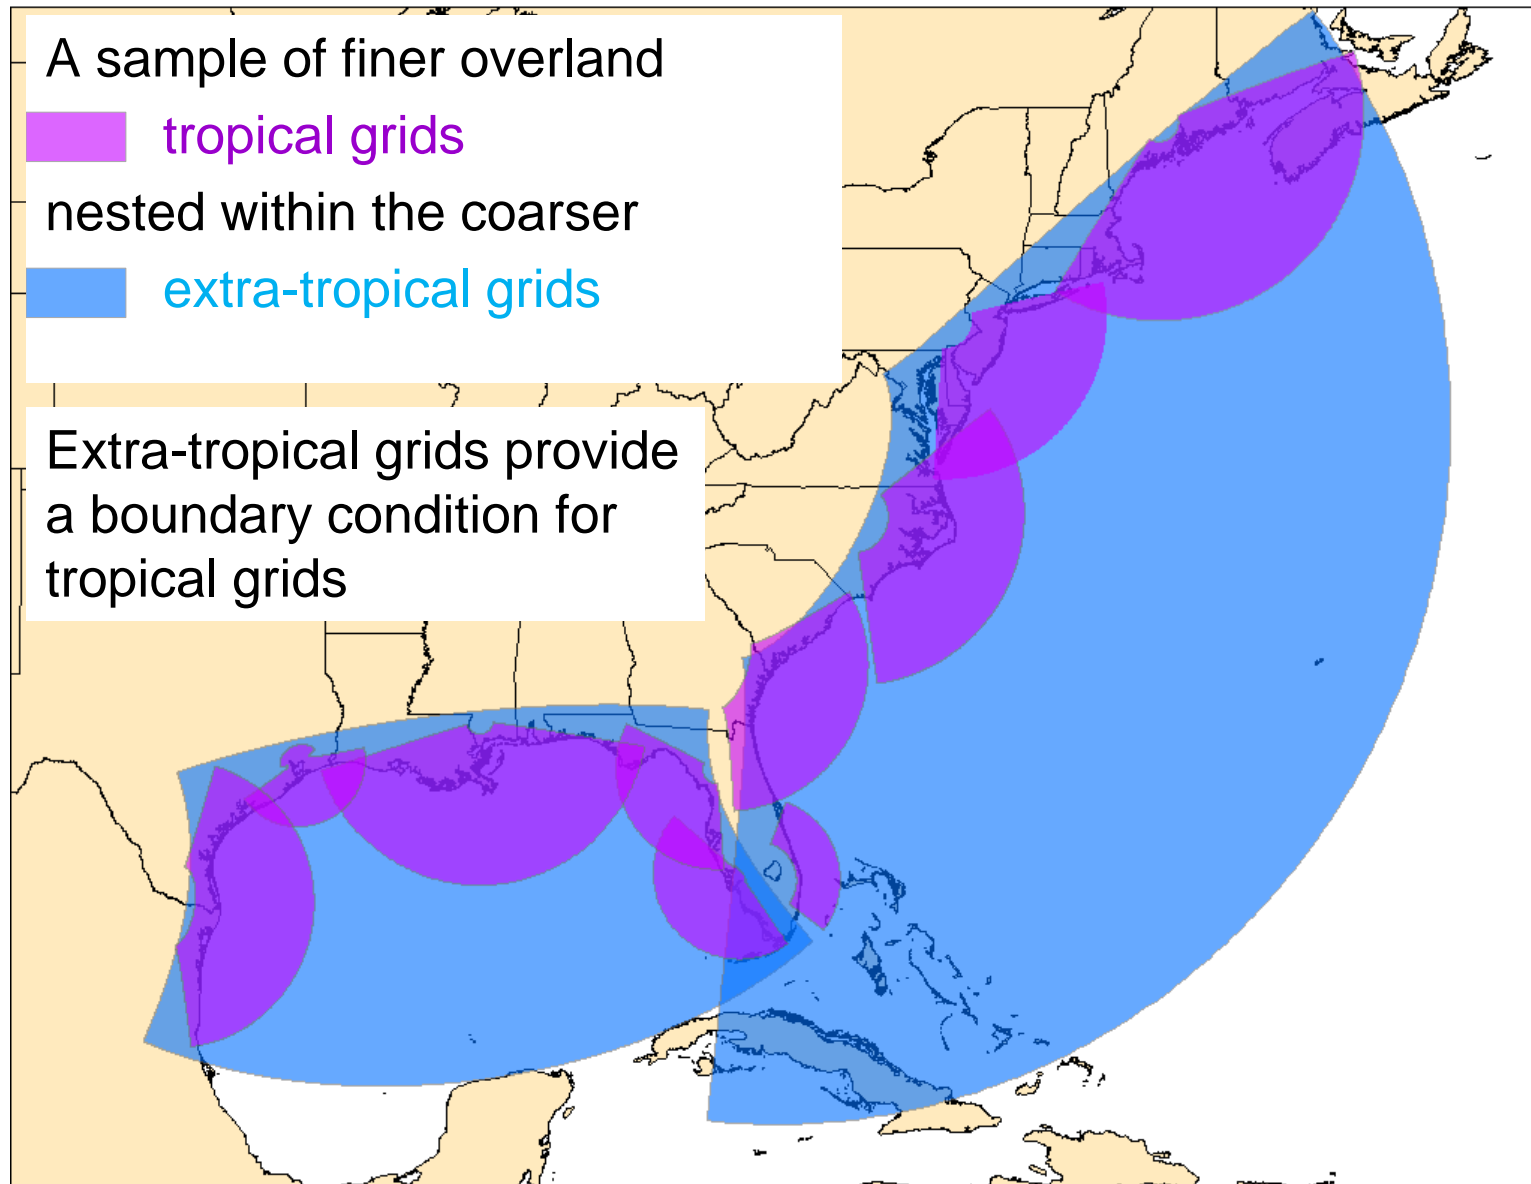 A sample of finer overland
tropical grids
nested within the coarser
extra-tropical grids
Extra-tropical grids provide
a boundary condition for
tropical grids